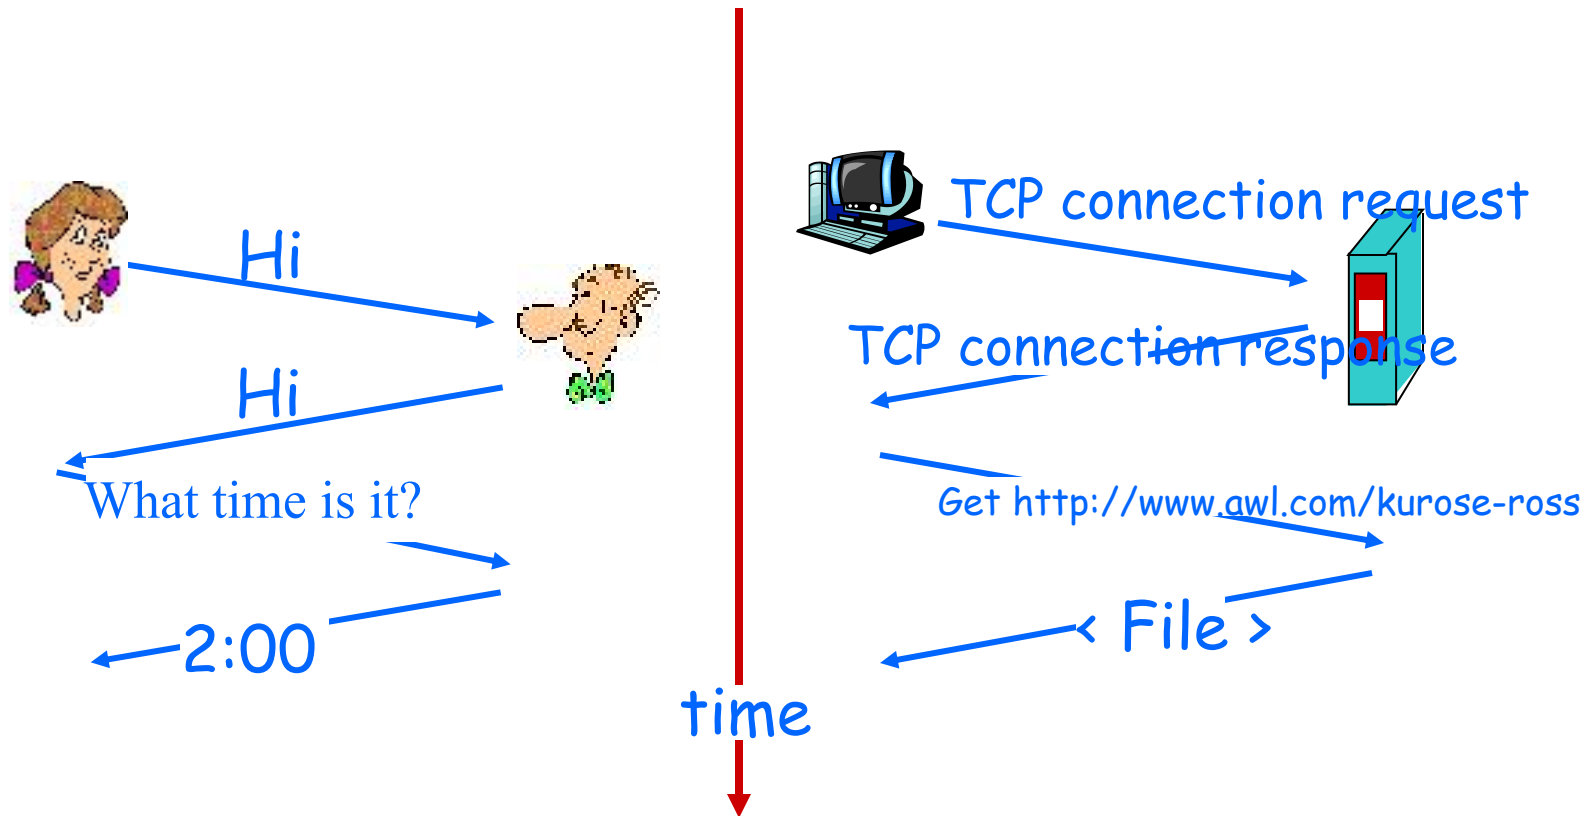 Hi
Hi
What time is it?
2:00
time
TCP connection request
TCP connection response
Get http://www.awl.com/kurose-ross
< File >